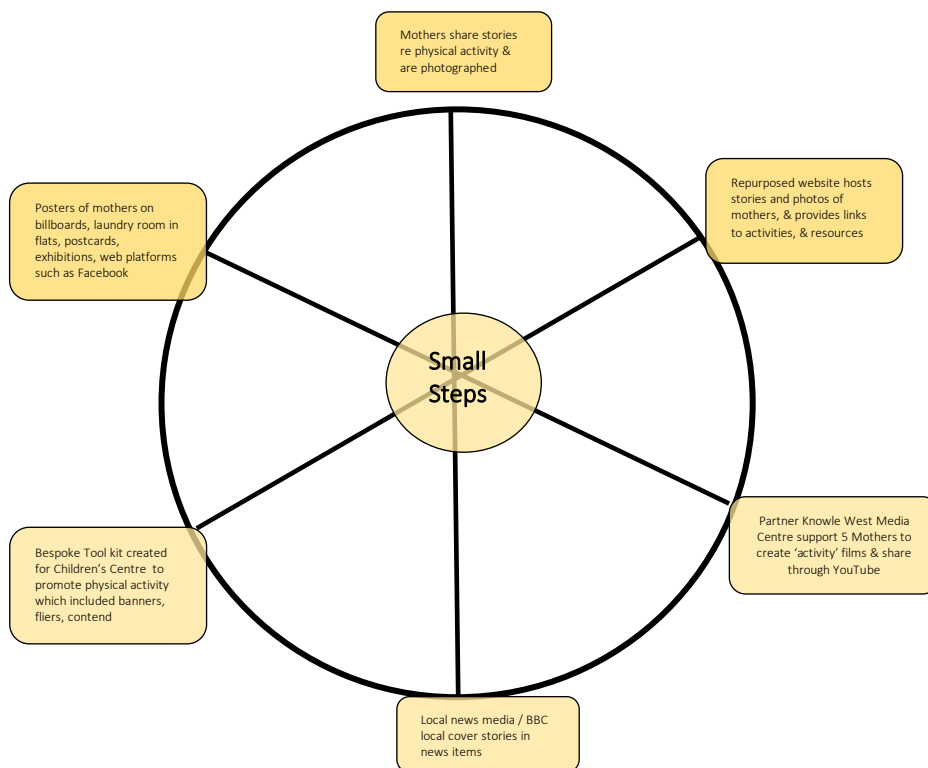 Mothers share stories
re physical activity &
are photographed
Repurposed website hosts
stories and photos of
mothers, & provides links
to activities, & resources
Posters of mothers on
billboards, laundry room in
flats, postcards,
exhibitions, web platforms
such as Facebook
Small
Steps
Partner Knowle West Media
Centre support 5 Mothers to
create ‘activity’ films & share
through YouTube
Bespoke Tool kit created
for Children’s Centre to
promote physical activity
which included banners,
fliers, contend
Local news media / BBC
local cover stories in
news items